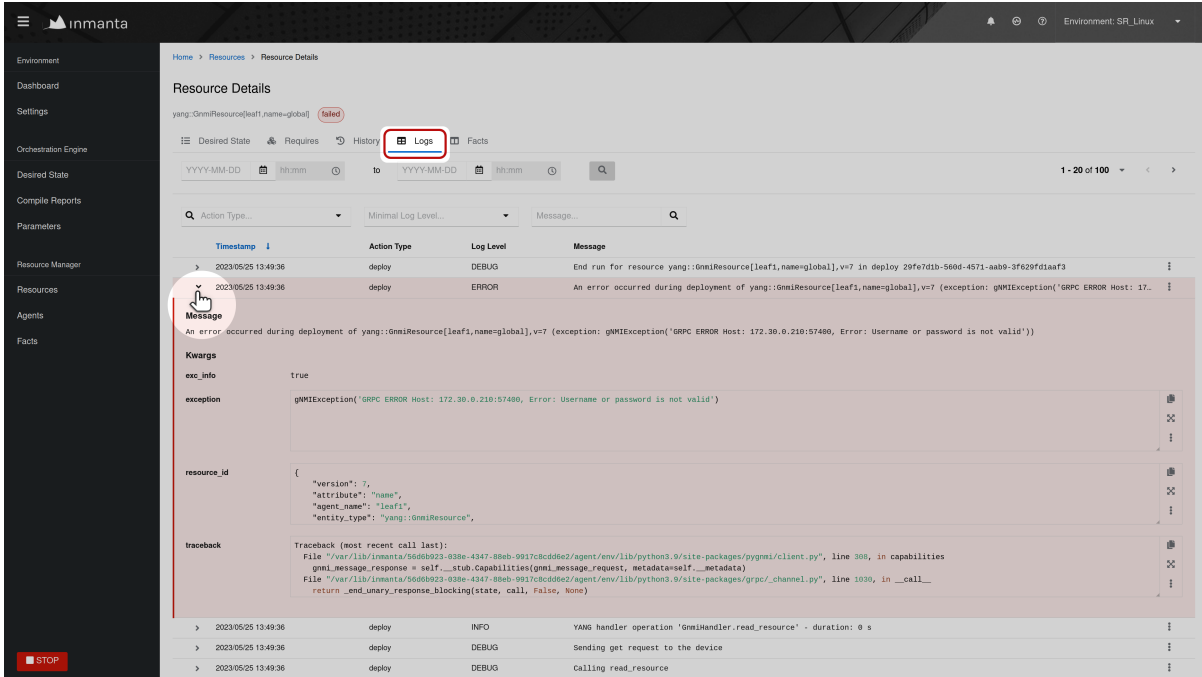 inmanta
Environment: SR_Linux
Environment
Dashboard
Settings
Orchestration Engine
Desired State
Compile Reports
Parameters
Resource Manager
Resources
Agents
Facts
STOP
Home > Resources > Resource Details
Resource Details
yang::GnmiResource[leaf1,name=global] failed
Desired State Requires History Logs Facts
YYYY-MM-DD hh:mm to YYYY-MM-DD hh:mm 1 - 20 of 100
Action Type... Minimal Log Level... Message...
Timestamp ↓ Action Type Log Level Message
2023/05/25 13:49:36 deploy DEBUG End run for resource yang::GnmiResource[leaf1,name=global],v=7 in deploy 29fe7d1b-560d-4571-aab9-3f629fd1aaf3
2023/05/25 13:49:36 deploy ERROR An error occurred during deployment of yang::GnmiResource[leaf1,name=global],v=7 (exception: gNMIException('GRPC ERROR Host: 17...
Message
An error occurred during deployment of yang::GnmiResource[leaf1,name=global],v=7 (exception: gNMIException('GRPC ERROR Host: 172.30.0.210:57400, Error: Username or password is not valid'))
Kwargs
exc_info true
exception gNMIException('GRPC ERROR Host: 172.30.0.210:57400, Error: Username or password is not valid')
resource_id {
"version": 7,
"attribute": "name",
"agent_name": "leaf1",
"entity_type": "yang::GnmiResource",
traceback Traceback (most recent call last):
File "/var/lib/inmanta/56d6b923-038e-4347-88eb-9917c8cdd6e2/agent/env/lib/python3.9/site-packages/pygnmi/client.py", line 308, in capabilities
gnmi_message_response = self.__stub.Capabilities(gnmi_message_request, metadata=self.__metadata)
File "/var/lib/inmanta/56d6b923-038e-4347-88eb-9917c8cdd6e2/agent/env/lib/python3.9/site-packages/grpc/_channel.py", line 1030, in __call__
return _end_unary_response_blocking(state, call, False, None)
2023/05/25 13:49:36 deploy INFO YANG handler operation 'GnmiHandler.read_resource' - duration: 0 s
2023/05/25 13:49:36 deploy DEBUG Sending get request to the device
2023/05/25 13:49:36 deploy DEBUG Calling read_resource